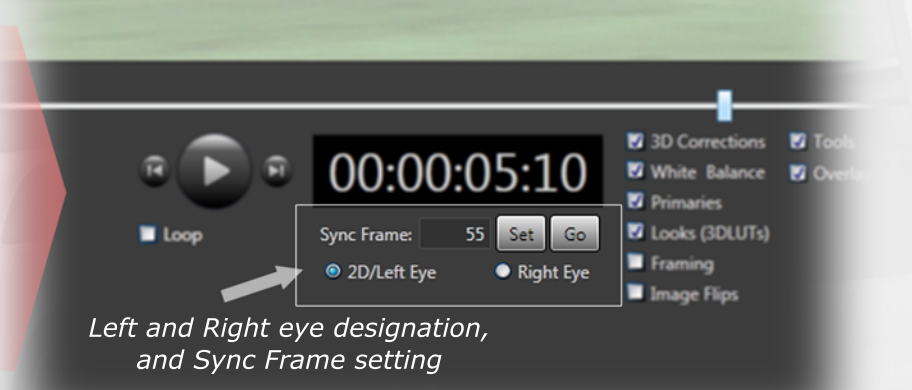 00:00:05:10
3D Corrections
Tools
White Balance
Primaries
Loop
Sync Frame: 55 Set Go
Looks (3DLUTs)
2D/Left Eye Right Eye
Framing
Image Flips
Left and Right eye designation,
and Sync Frame setting